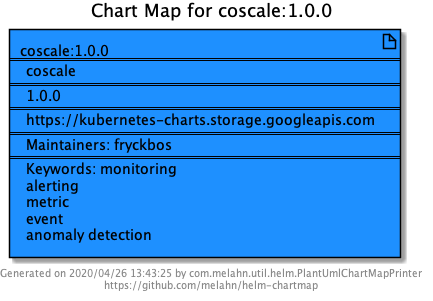 Chart Map for coscale:1.0.0
coscale:1.0.0
coscale
1.0.0
https://kubernetes-charts.storage.googleapis.com
Maintainers: fryckbos
Keywords: monitoring
alerting
metric
event
anomaly detection
Generated on 2020/04/26 13:43:25 by com.melahn.util.helm.PlantUmlChartMapPrinter
https://github.com/melahn/helm-chartmap